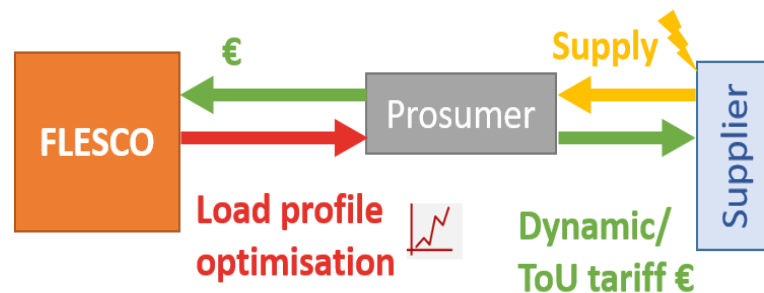 €
Supply
FLESCO
Prosumer
Supplier
Load profile
optimisation
Dynamic/
ToU tariff €